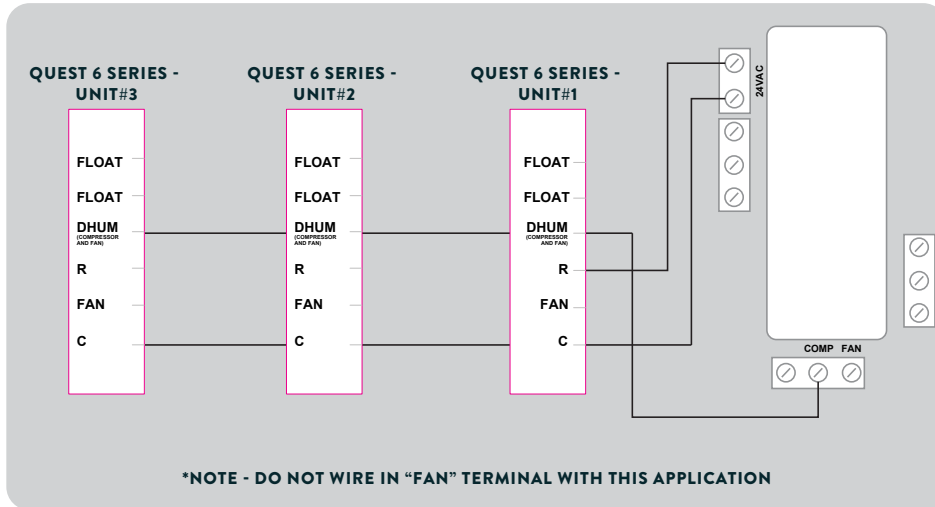 QUEST 6 SERIES -
UNIT#3
QUEST 6 SERIES -
UNIT#2
QUEST 6 SERIES -
UNIT#1
FLOAT
FLOAT
DHUM
(COMPRESSOR
AND FAN)
R
FAN
C
FLOAT
FLOAT
DHUM
(COMPRESSOR
AND FAN)
R
FAN
C
FLOAT
FLOAT
DHUM
(COMPRESSOR
AND FAN)
R
FAN
C
24VAC
COMP FAN
*NOTE - DO NOT WIRE IN “FAN” TERMINAL WITH THIS APPLICATION